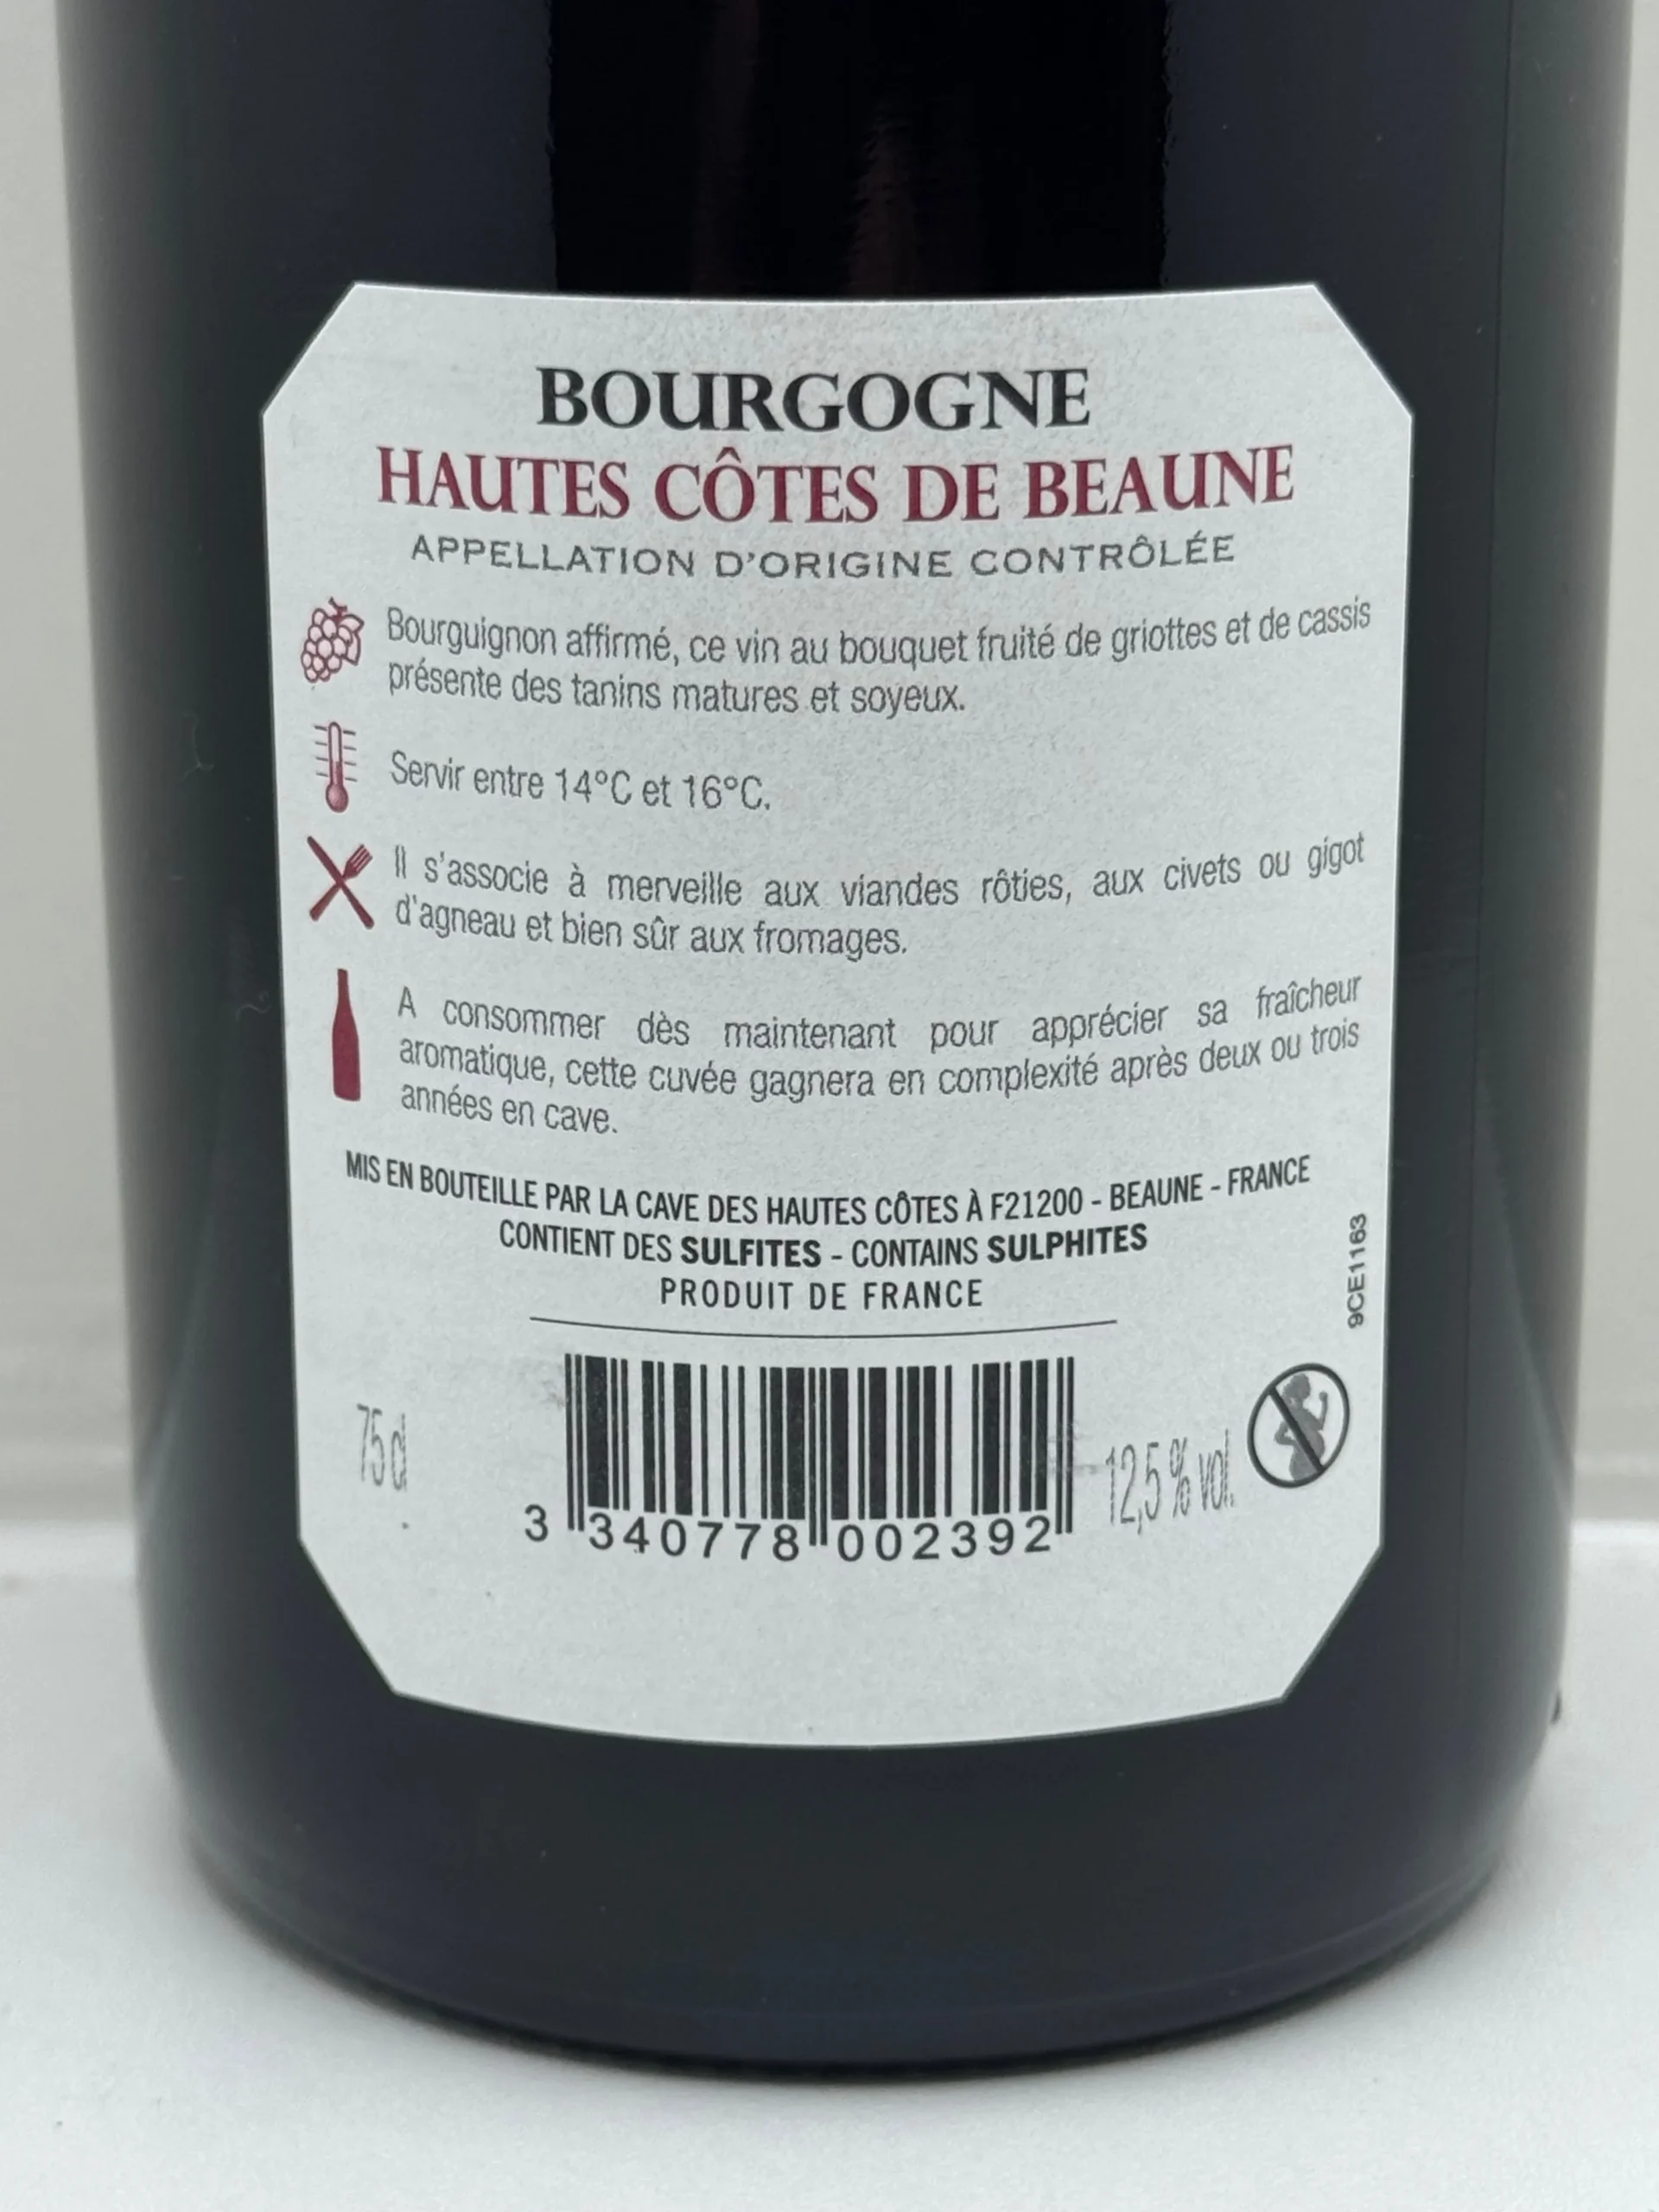 BOURGOGNE
HAUTES CÔTES DE BEAUNE
APPELLATION D'ORIGINE CONTRÔLÉE
Bourguignon affirmé, ce vin au bouquet fruité de griottes et de cassis
présente des tanins matures et soyeux.
Servir entre 14°C et 16°C.
Il s'associe à merveille aux viandes rôties, aux civets ou gigot
d'agneau et bien sûr aux fromages.
A consommer dès maintenant pour apprécier sa fraîcheur
aromatique, cette cuvée gagnera en complexité après deux ou trois
années en cave.
MIS EN BOUTEILLE PAR LA CAVE DES HAUTES CÔTES À F21200 - BEAUNE - FRANCE
CONTIENT DES SULFITES - CONTAINS SULPHITES
PRODUIT DE FRANCE
9CE1163
75 cl
12,5 % vol.
3 340778 002392